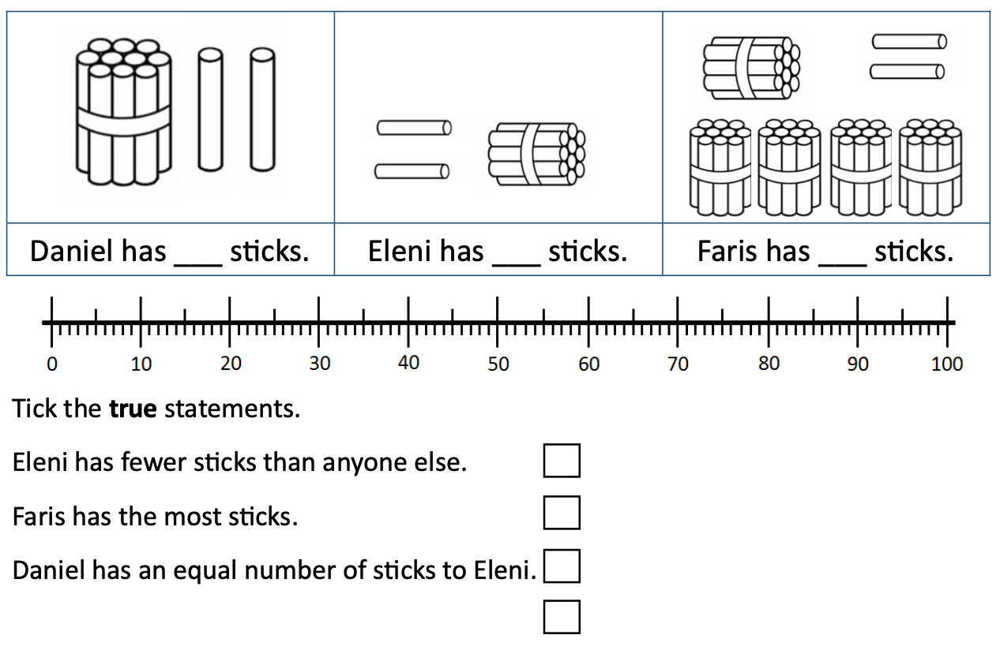 Daniel has ___ sticks.
Eleni has ___ sticks.
Faris has ___ sticks.
0 10 20 30 40 50 60 70 80 90 100
Tick the true statements.
Eleni has fewer sticks than anyone else.
Faris has the most sticks.
Daniel has an equal number of sticks to Eleni.